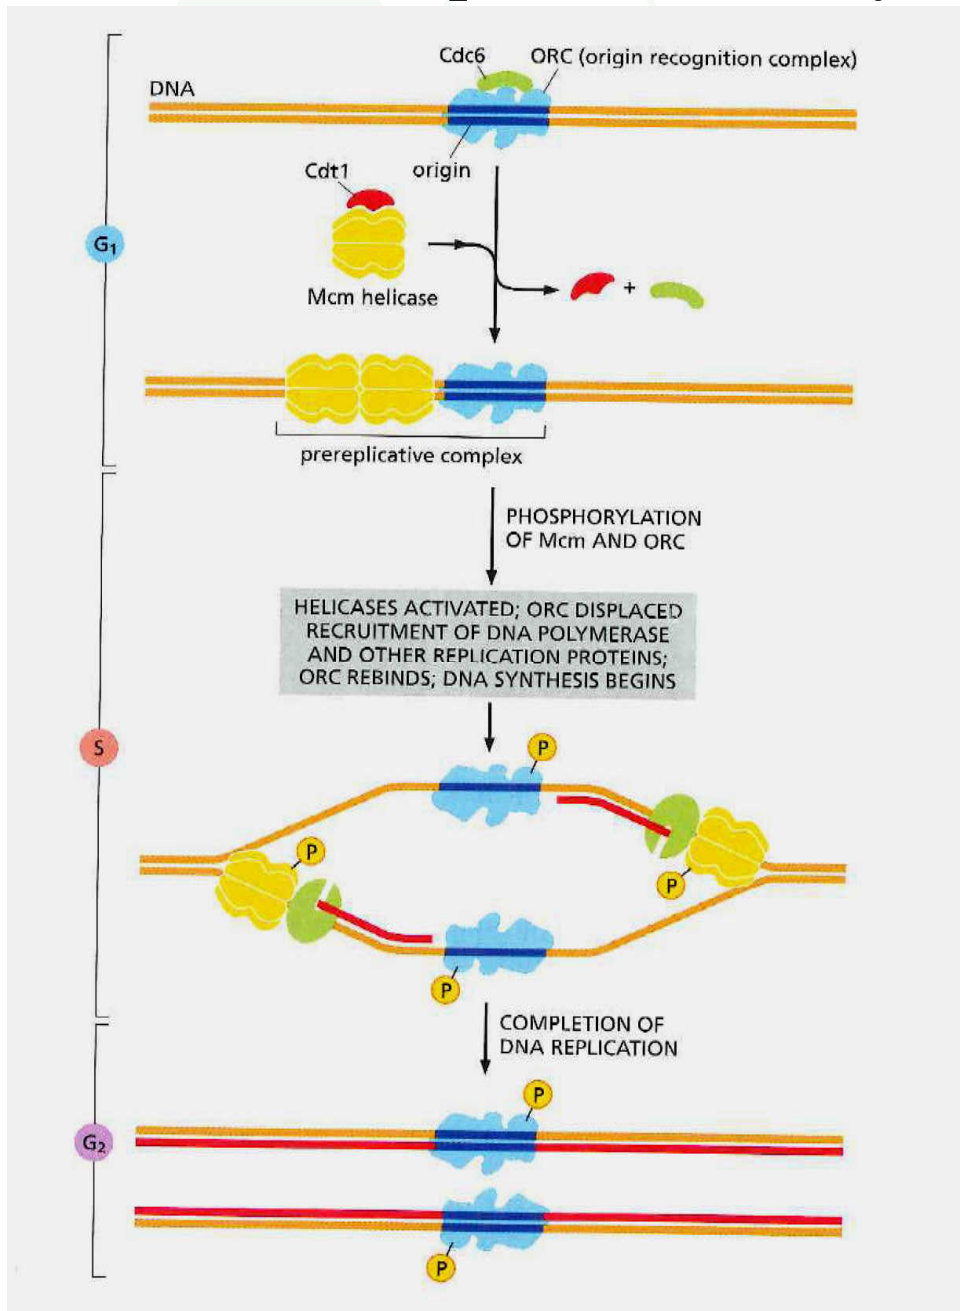 Cdc6
ORC (origin recognition complex)
DNA
origin
Cdt1
G1
Mcm helicase
+
prereplicative complex
PHOSPHORYLATION
OF Mcm AND ORC
HELICASES ACTIVATED; ORC DISPLACED
RECRUITMENT OF DNA POLYMERASE
AND OTHER REPLICATION PROTEINS;
ORC REBINDS; DNA SYNTHESIS BEGINS
S
P
P
P
P
COMPLETION OF
DNA REPLICATION
P
G2
P